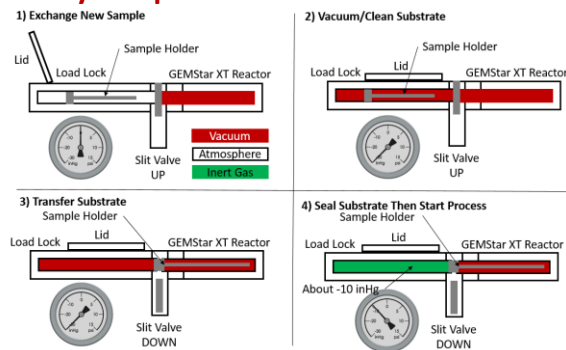 1) Exchange New Sample
Lid
Load Lock
Sample Holder
GEMStar XT Reactor
Slit Valve
UP
Vacuum
Atmosphere
Inert Gas
2) Vacuum/Clean Substrate
Sample Holder
Lid
Load Lock
GEMStar XT Reactor
Slit Valve
UP
3) Transfer Substrate
Sample Holder
Lid
Load Lock
GEMStar XT Reactor
Slit Valve
DOWN
4) Seal Substrate Then Start Process
Sample Holder
Lid
Load Lock
GEMStar XT Reactor
About -10 inHg
Slit Valve
DOWN